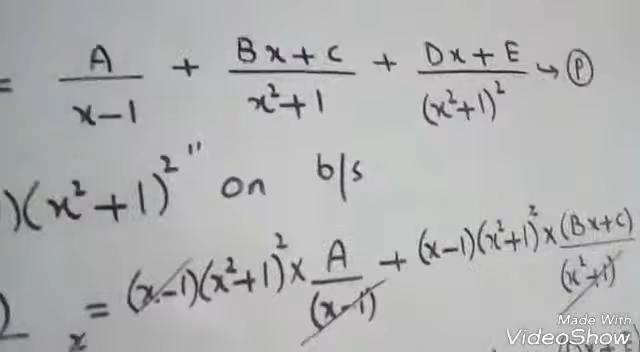 = A/(x-1) + (Bx+C)/(x²+1) + (Dx+E)/(x²+1)² → (P)
)(x²+1)² " on b/s
= (x-1)(x²+1)² × A/(x-1) + (x-1)(x²+1)² × (Bx+C)/(x²+1)
x
(Dx+E
Made With
VideoShow